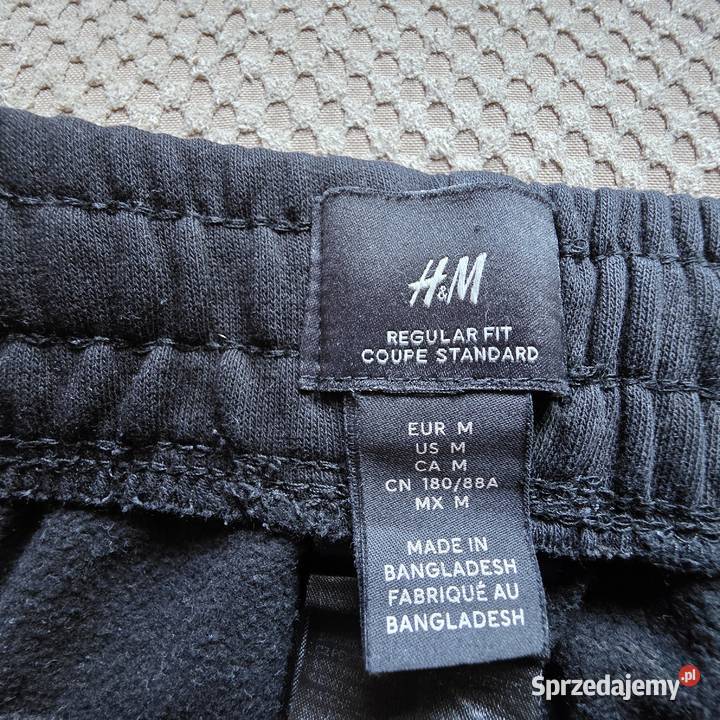 H&M
REGULAR FIT
COUPE STANDARD
EUR M
US M
CA M
CN 180/88A
MX M
MADE IN
BANGLADESH
FABRIQUÉ AU
BANGLADESH
Sprzedajemy.pl